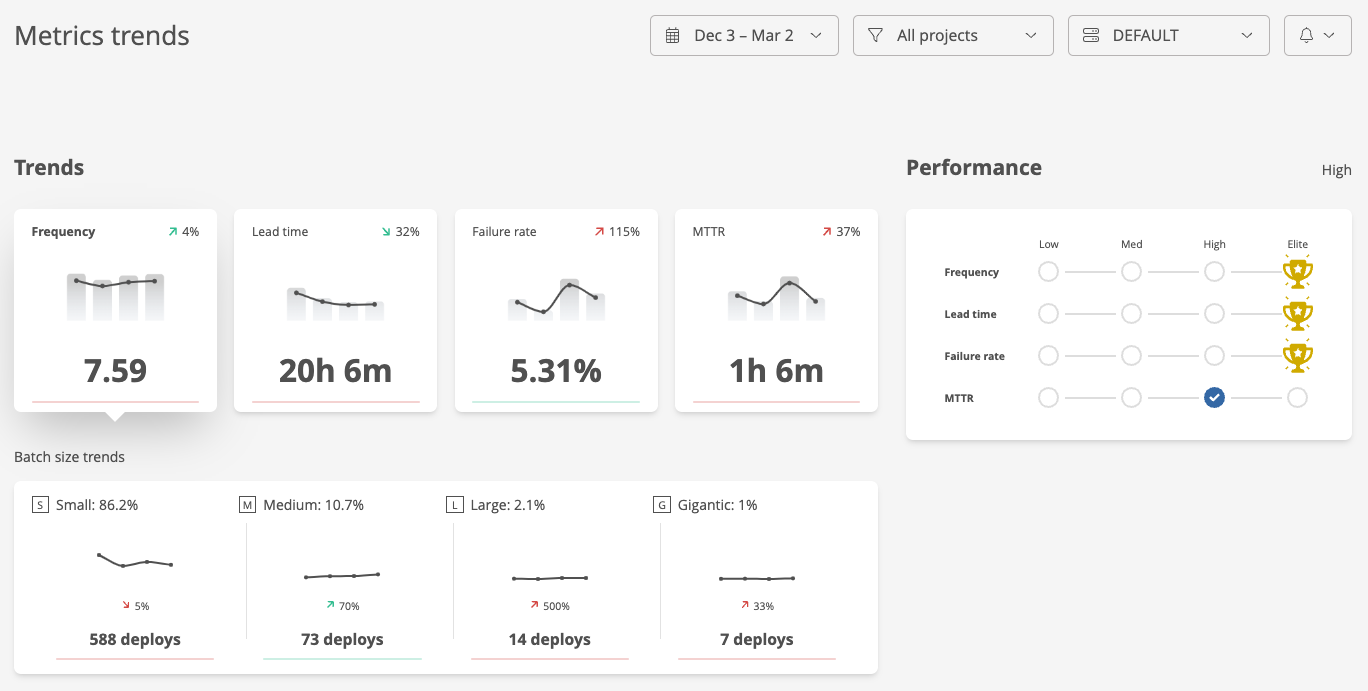 Metrics trends
Dec 3 – Mar 2
All projects
DEFAULT
Trends
Performance
High
Frequency 4%
Lead time 32%
Failure rate 115%
MTTR 37%
7.59
20h 6m
5.31%
1h 6m
Low Med High Elite
Frequency
Lead time
Failure rate
MTTR
Batch size trends
S Small: 86.2%
M Medium: 10.7%
L Large: 2.1%
G Gigantic: 1%
5%
70%
500%
33%
588 deploys
73 deploys
14 deploys
7 deploys